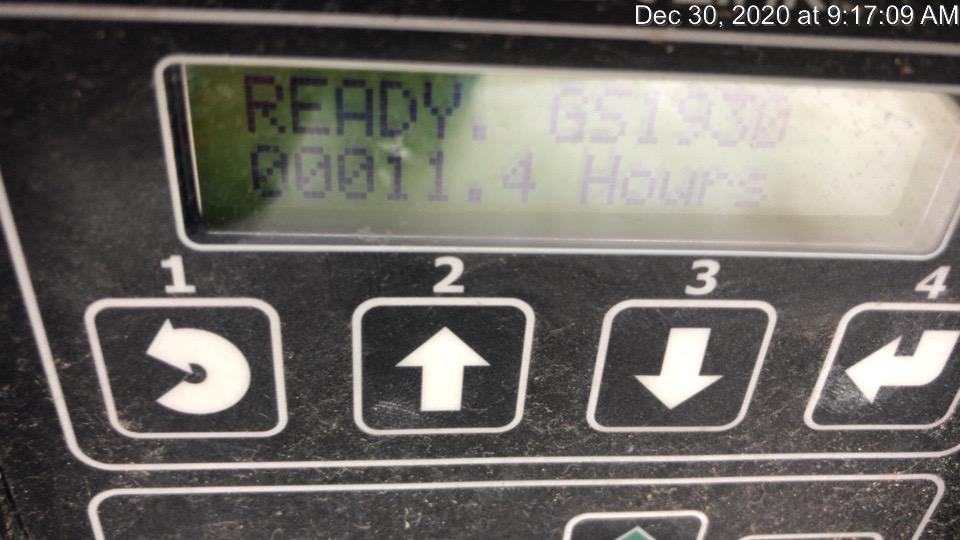 Dec 30, 2020 at 9:17:09 AM
READY. GS1930
00011.4 Hours
1 2 3 4